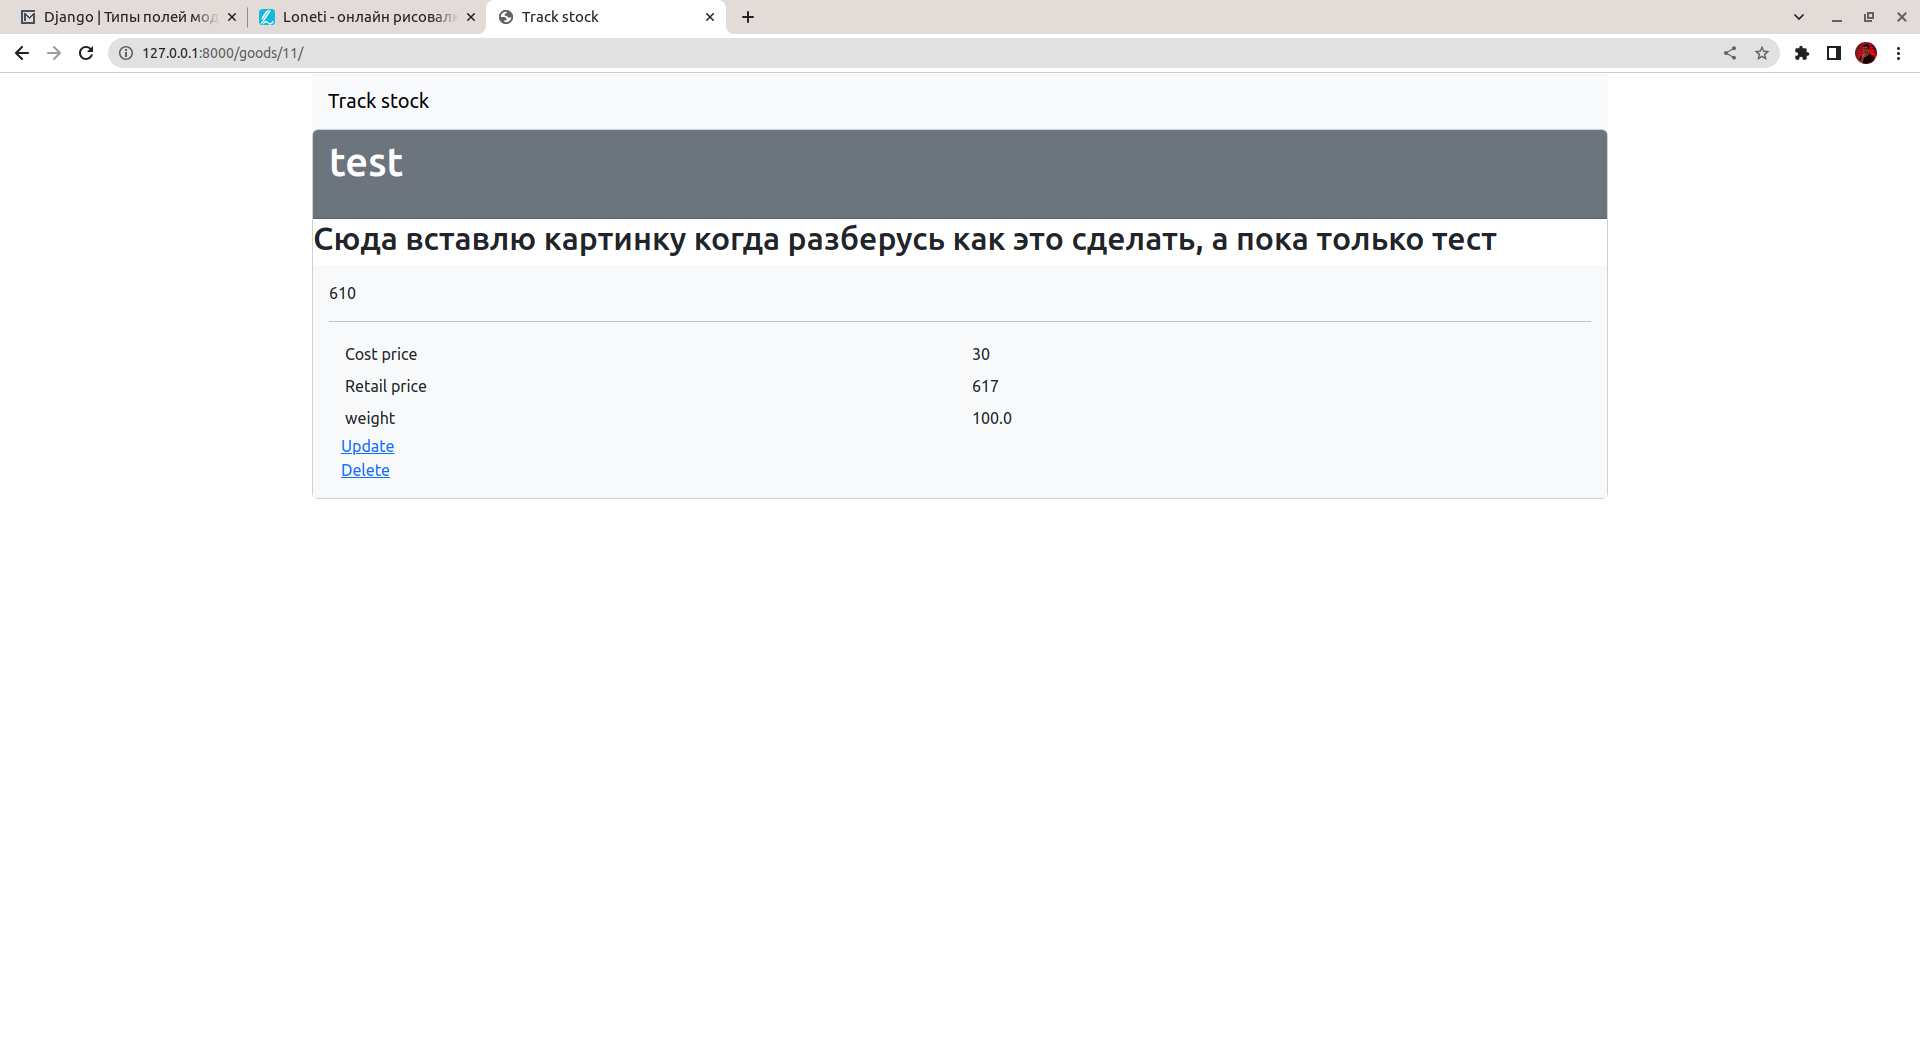 Django | Типы полей мод
Loneti - онлайн рисовалк
Track stock
127.0.0.1:8000/goods/11/
Track stock
test
Сюда вставлю картинку когда разберусь как это сделать, а пока только тест
610
Cost price 30
Retail price 617
weight 100.0
Update
Delete